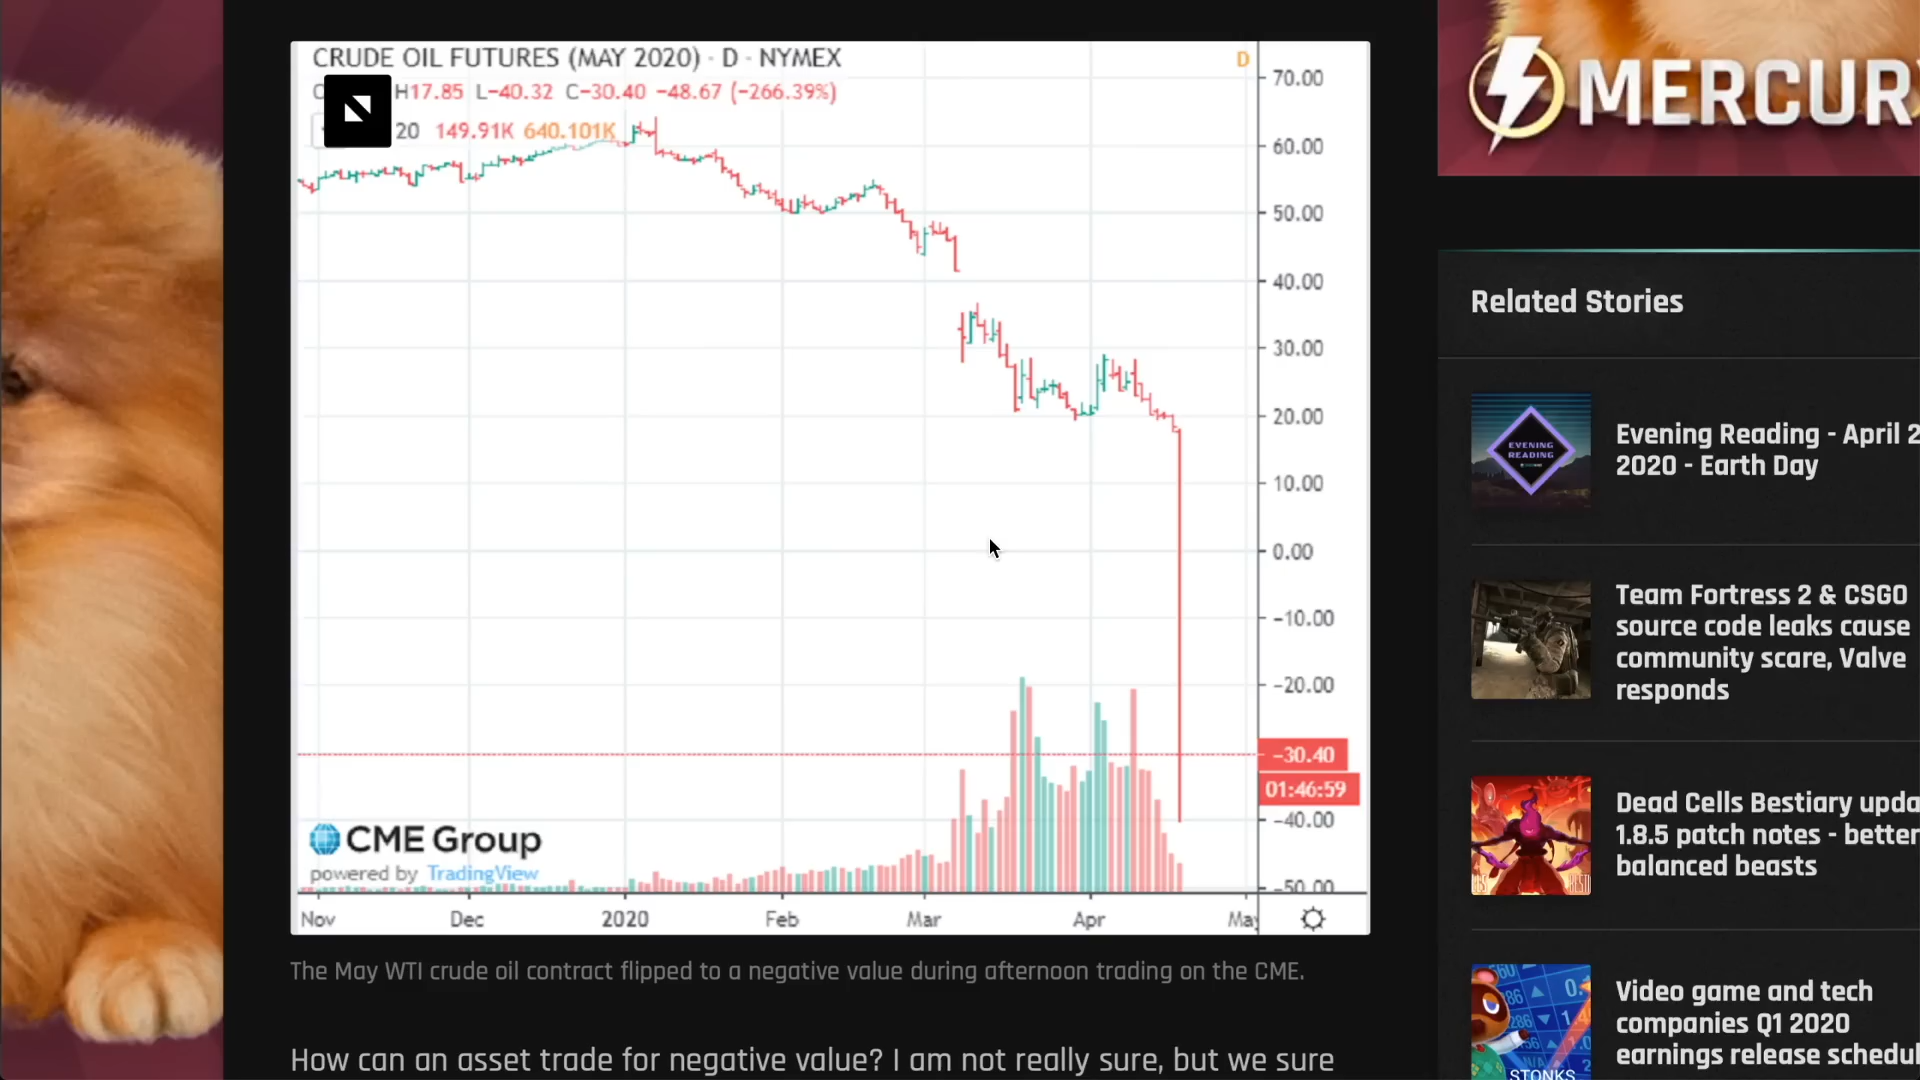 CRUDE OIL FUTURES (MAY 2020) · D · NYMEX
D
H17.85 L−40.32 C−30.40 −48.67 (−266.39%)
20 149.91K 640.101K
70.00
60.00
50.00
40.00
30.00
20.00
10.00
0.00
−10.00
−20.00
−30.40
01:46:59
−40.00
−50.00
CME Group
powered by TradingView
Nov Dec 2020 Feb Mar Apr May
The May WTI crude oil contract flipped to a negative value during afternoon trading on the CME.
How can an asset trade for negative value? I am not really sure, but we sure
MERCUR
Related Stories
EVENING
READING
Evening Reading - April 2
2020 - Earth Day
Team Fortress 2 & CSGO
source code leaks cause
community scare, Valve
responds
Dead Cells Bestiary upda
1.8.5 patch notes - better
balanced beasts
STONKS
Video game and tech
companies Q1 2020
earnings release schedul